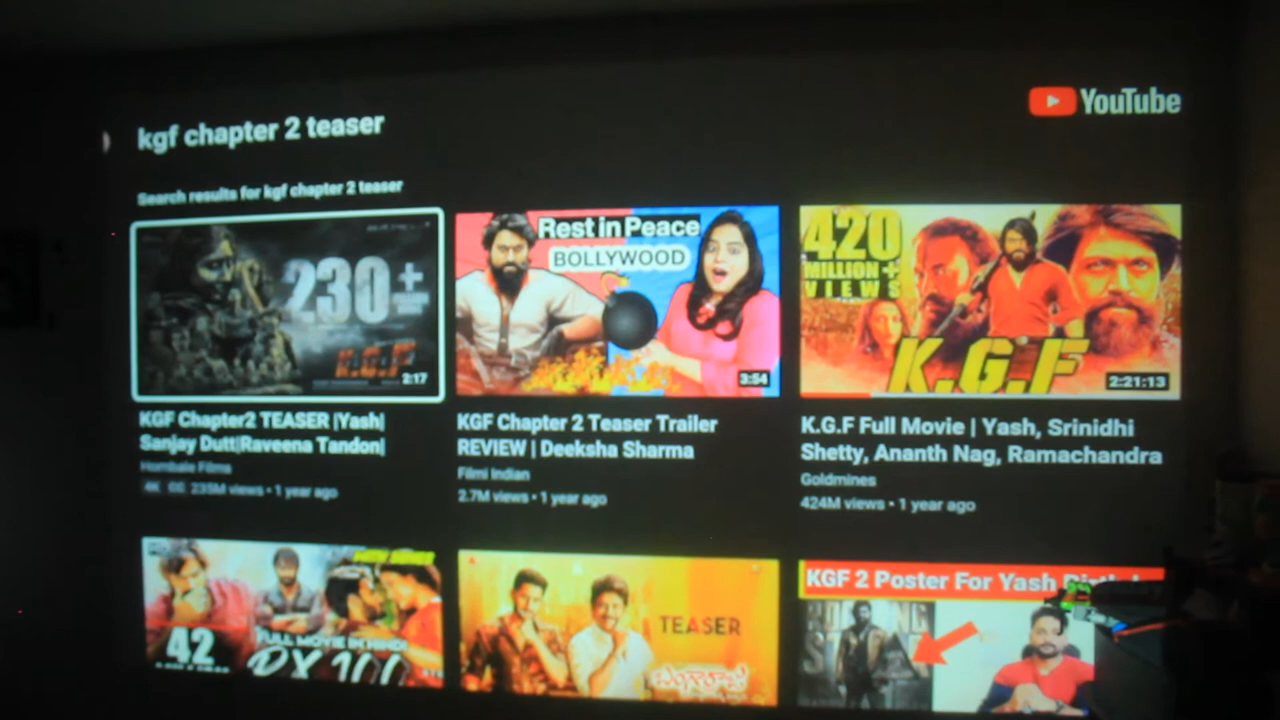 YouTube
kgf chapter 2 teaser
Search results for kgf chapter 2 teaser
230+
K.G.F
2:17
KGF Chapter2 TEASER |Yash|
Sanjay Dutt|Raveena Tandon|
Hombale Films
4K CC 235M views • 1 year ago
Rest in Peace
BOLLYWOOD
3:54
KGF Chapter 2 Teaser Trailer
REVIEW | Deeksha Sharma
Filmi Indian
2.7M views • 1 year ago
420
MILLION+
VIEWS
K.G.F
2:21:13
K.G.F Full Movie | Yash, Srinidhi
Shetty, Ananth Nag, Ramachandra
Goldmines
424M views • 1 year ago
42
FULL MOVIE IN HINDI
RX 100
TEASER
బంగార్రాజు
KGF 2 Poster For Yash